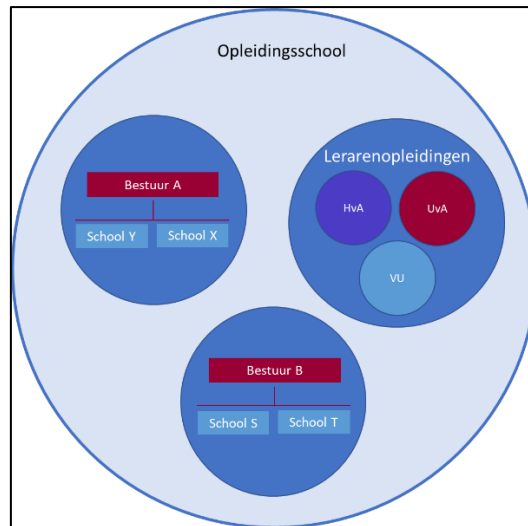 Opleidingsschool
Bestuur A
School Y
School X
Lerarenopleidingen
HvA
UvA
VU
Bestuur B
School S
School T